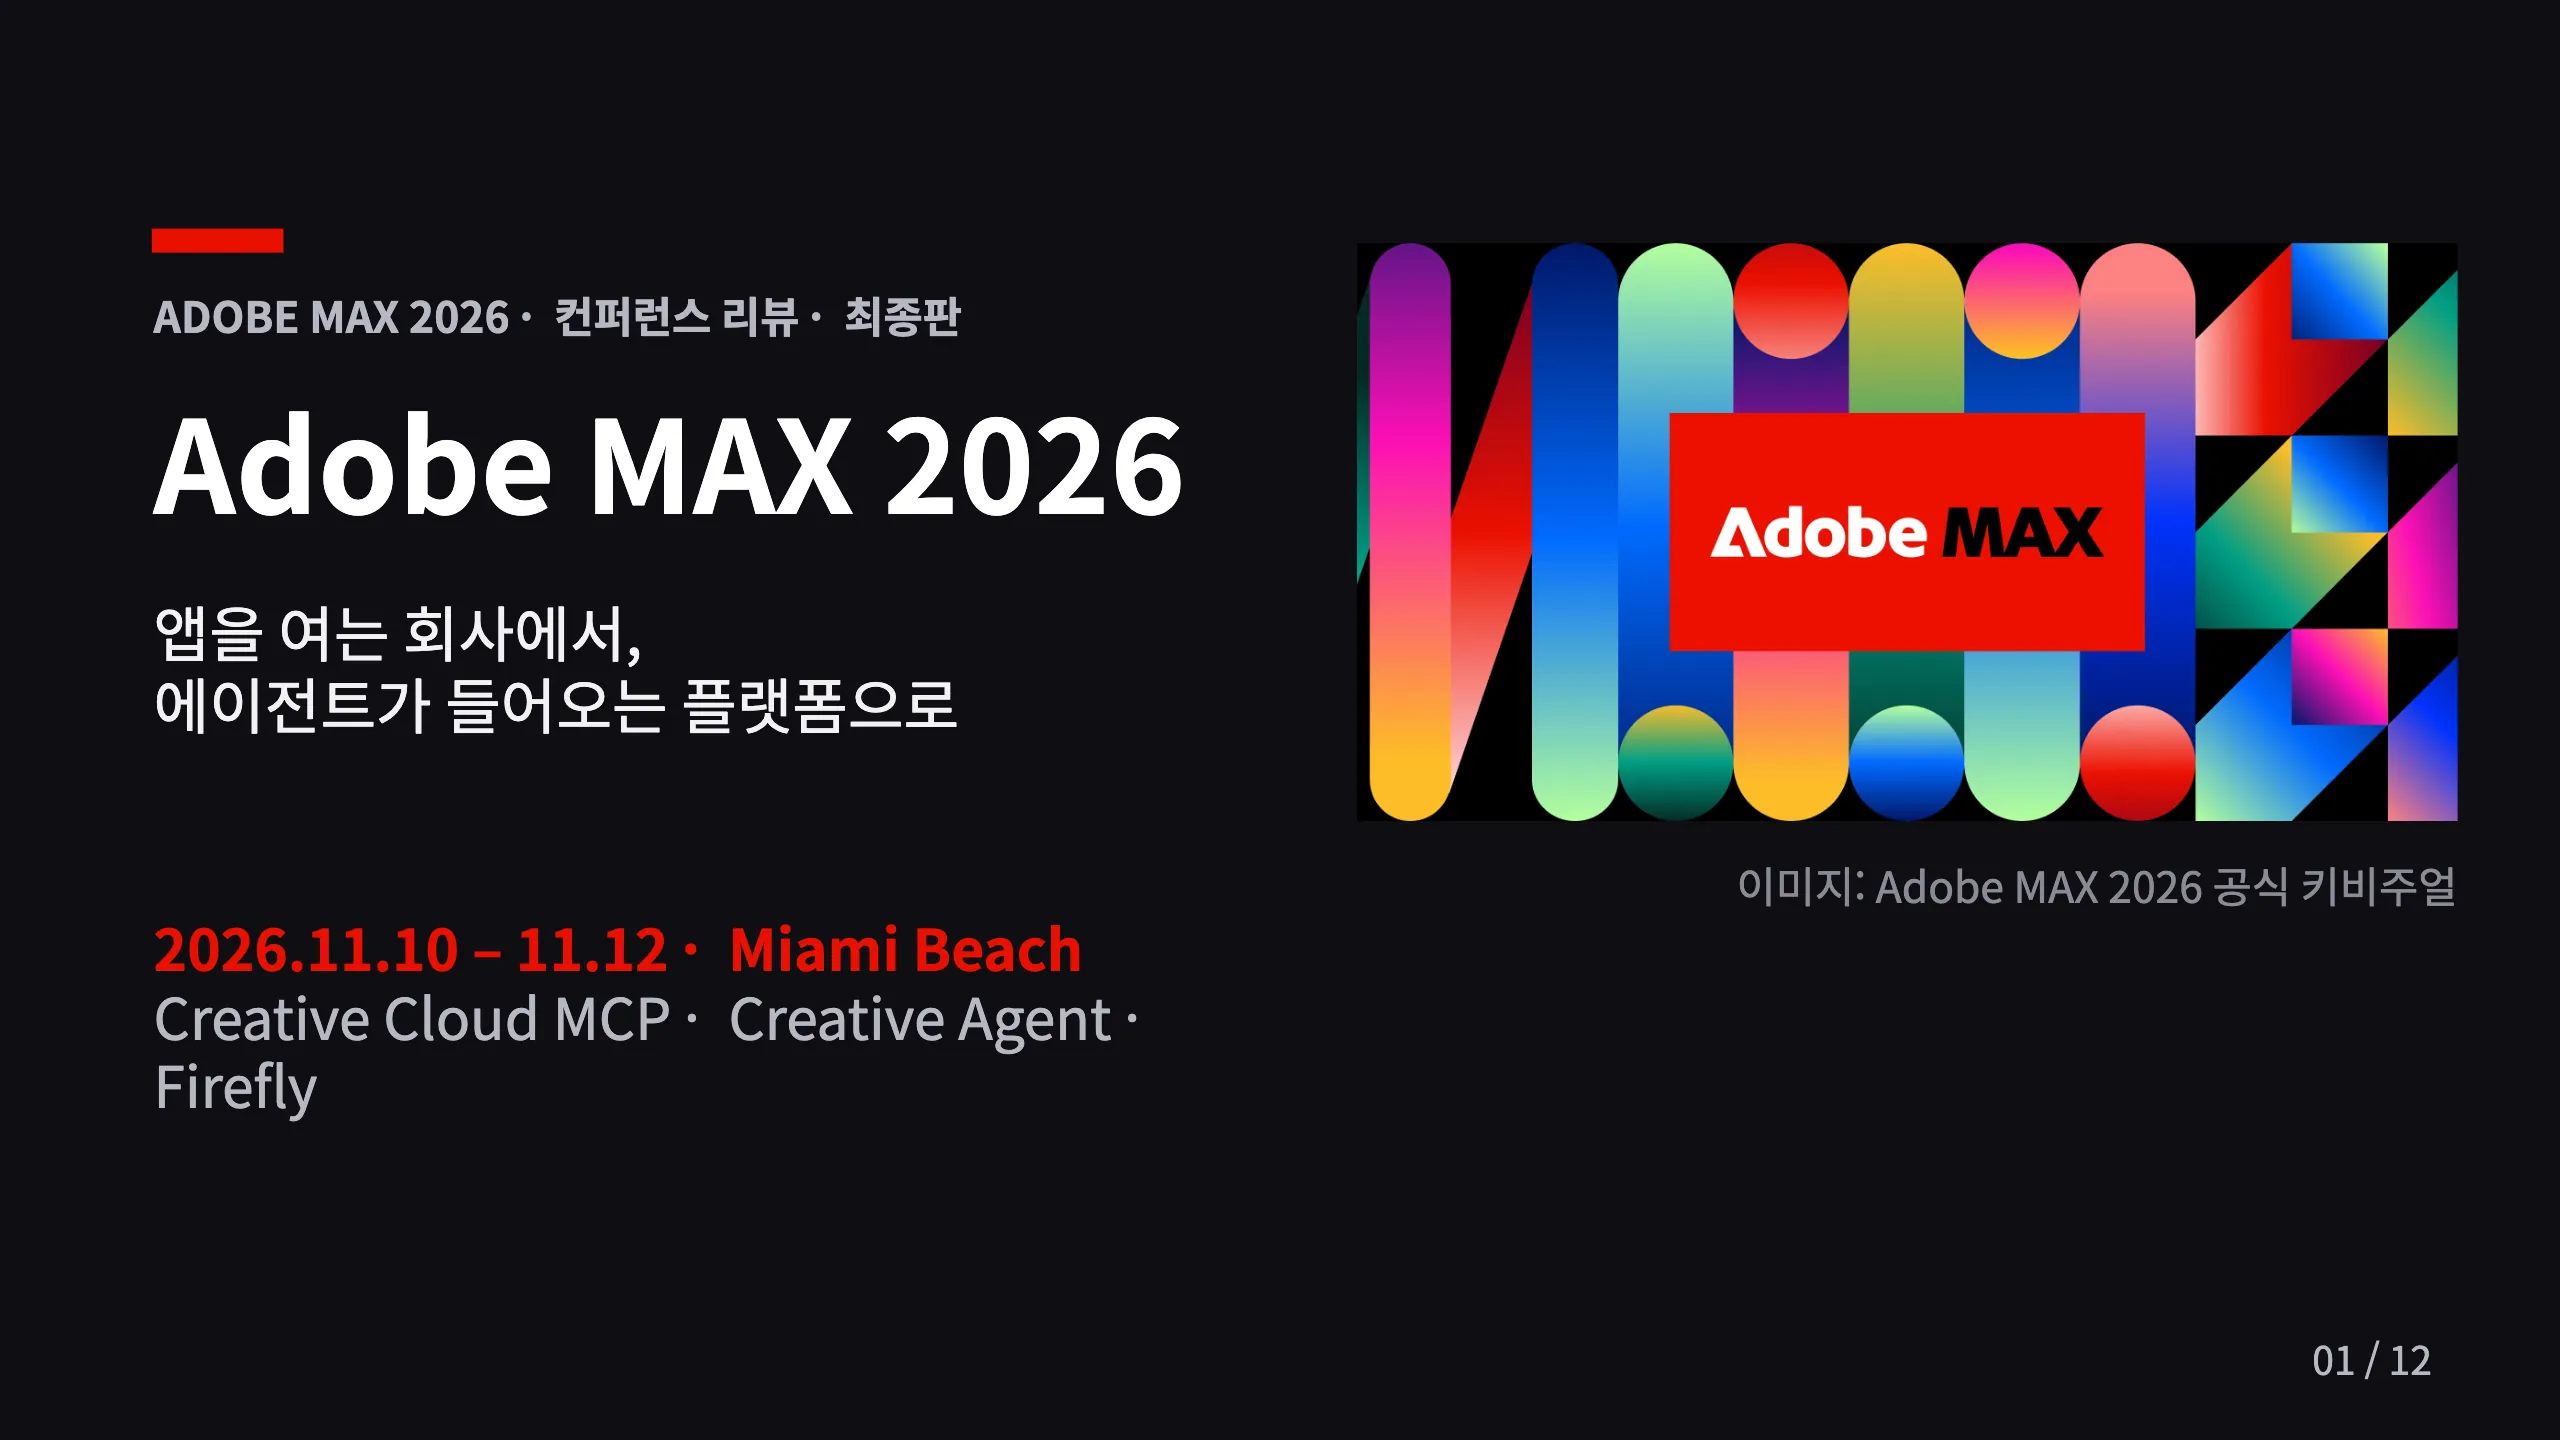 ADOBE MAX 2026 · 컨퍼런스 리뷰 · 최종판
Adobe MAX 2026
앱을 여는 회사에서,
에이전트가 들어오는 플랫폼으로
2026.11.10 – 11.12 · Miami Beach
Creative Cloud MCP · Creative Agent ·
Firefly
Adobe MAX
이미지: Adobe MAX 2026 공식 키비주얼
01 / 12